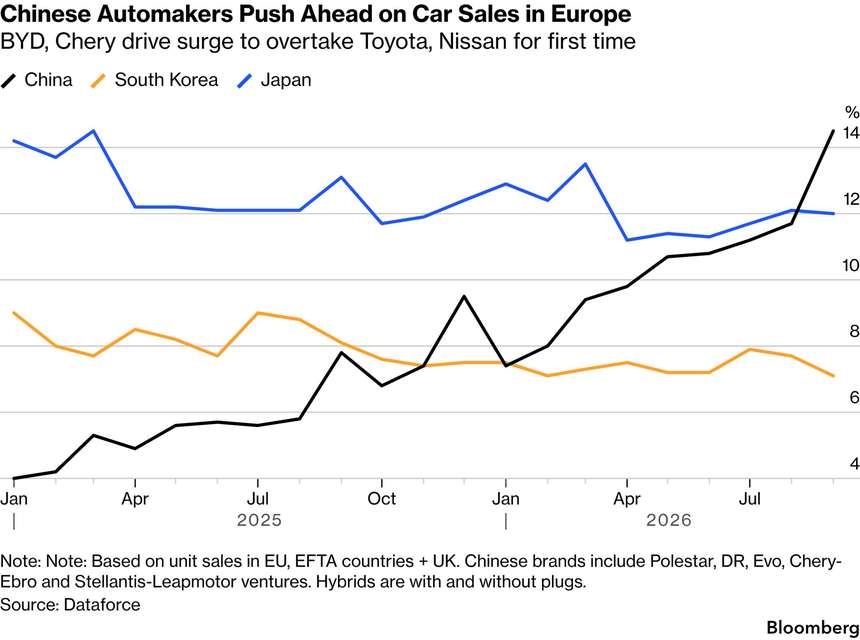 Chinese Automakers Push Ahead on Car Sales in Europe
BYD, Chery drive surge to overtake Toyota, Nissan for first time
China South Korea Japan
%
14
12
10
8
6
4
Jan Apr Jul Oct Jan Apr Jul
2025 2026
Note: Note: Based on unit sales in EU, EFTA countries + UK. Chinese brands include Polestar, DR, Evo, Chery-
Ebro and Stellantis-Leapmotor ventures. Hybrids are with and without plugs.
Source: Dataforce
Bloomberg